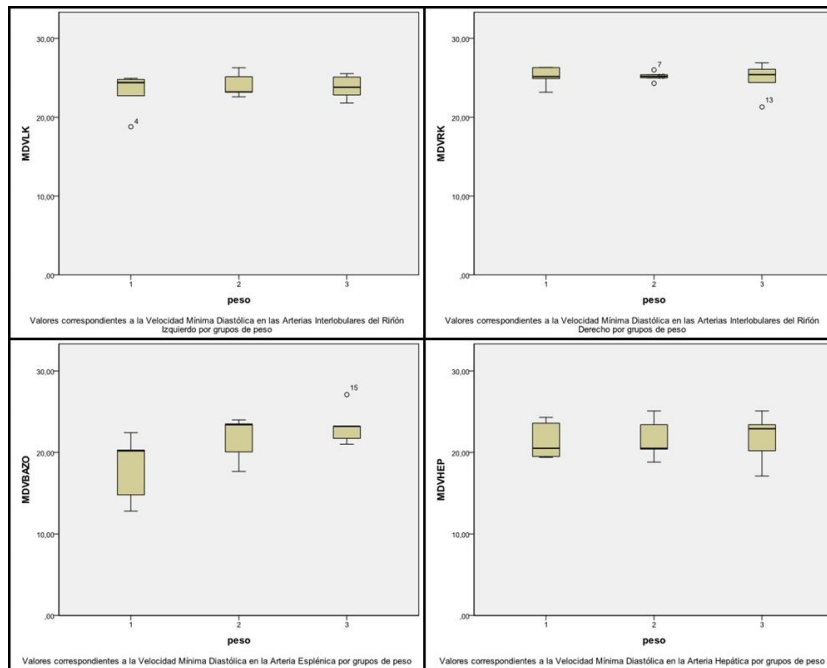 30,00
20,00
10,00
,00
MDVLK
4
1 2 3
peso
Valores correspondientes a la Velocidad Mínima Diastólica en las Arterias Interlobulares del Riñón
Izquierdo por grupos de peso
30,00
20,00
10,00
,00
MDVRK
7
13
1 2 3
peso
Valores correspondientes a la Velocidad Mínima Diastólica en las Arterias Interlobulares del Riñón
Derecho por grupos de peso
30,00
20,00
10,00
,00
MDVBAZO
15
1 2 3
peso
Valores correspondientes a la Velocidad Mínima Diastólica en la Arteria Esplénica por grupos de peso
30,00
20,00
10,00
,00
MDVHEP
1 2 3
peso
Valores correspondientes a la Velocidad Mínima Diastólica en la Arteria Hepática por grupos de peso